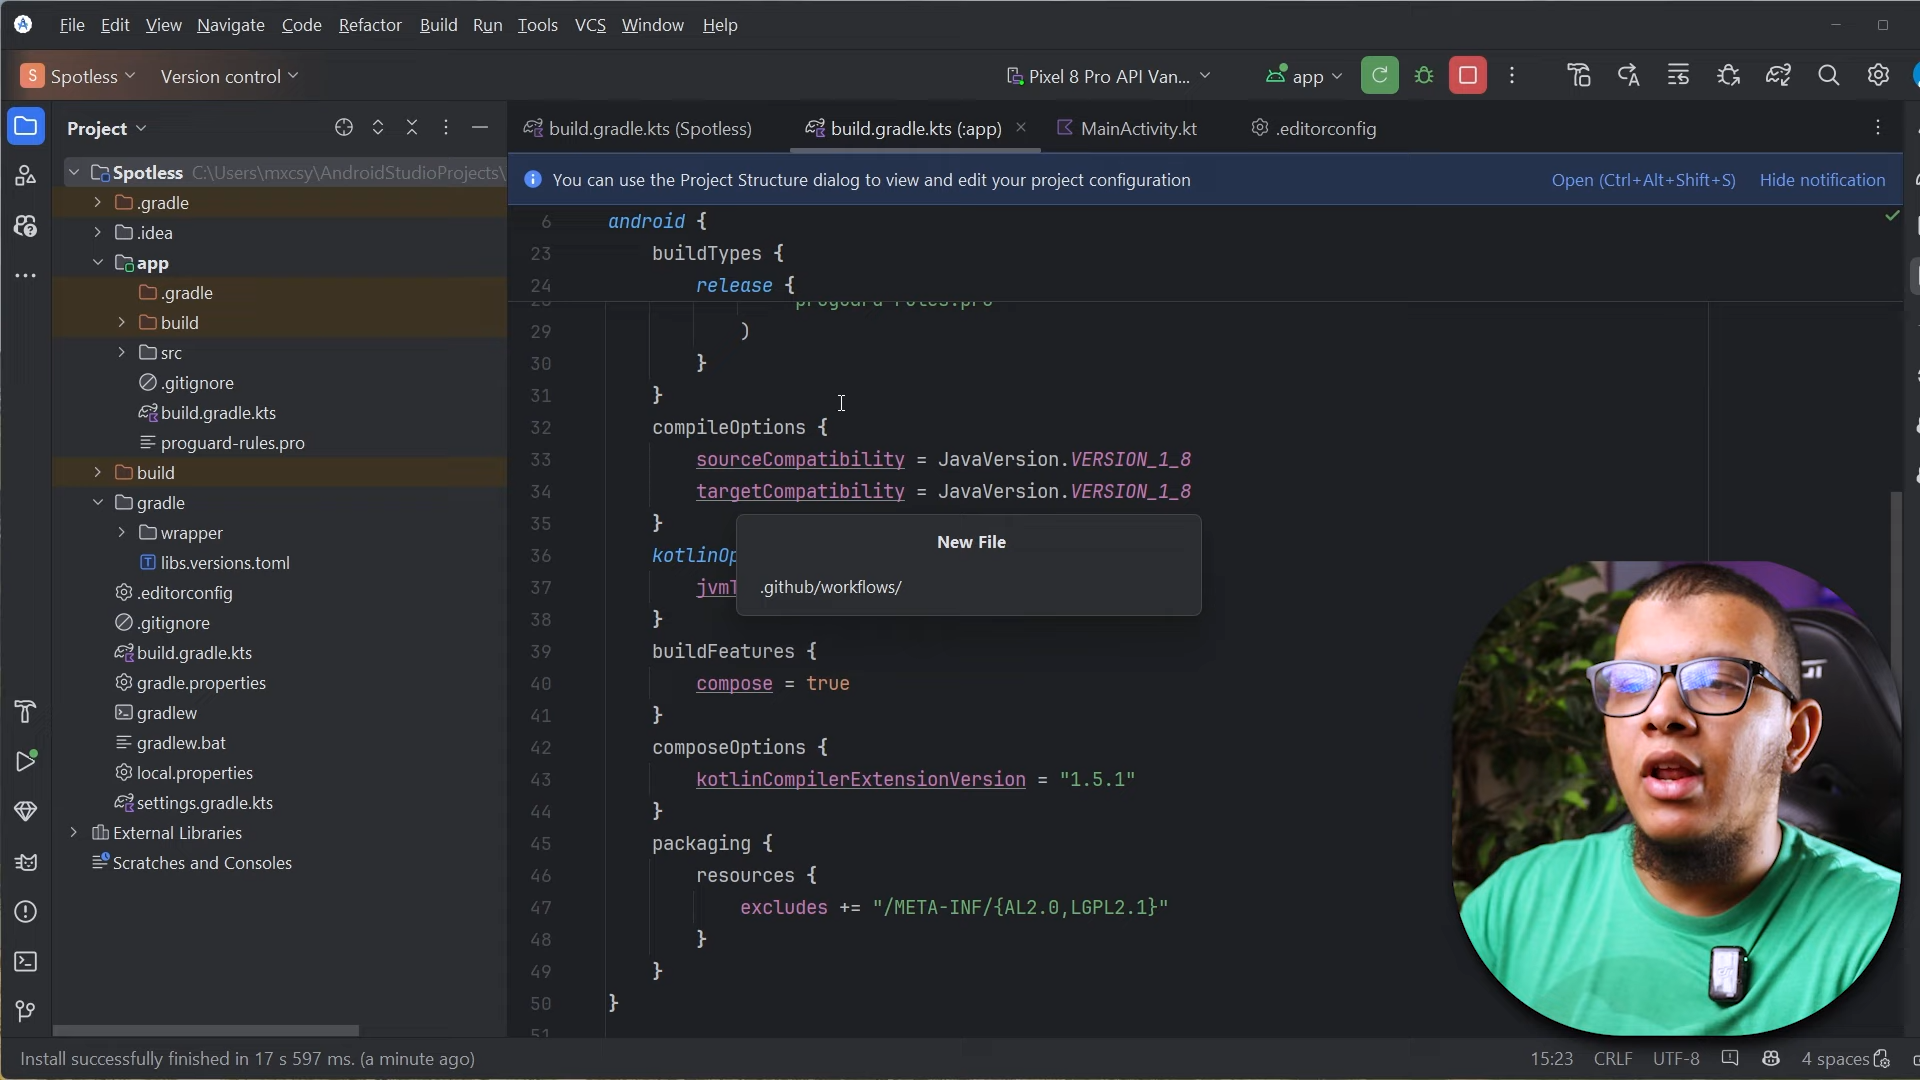 File Edit View Navigate Code Refactor Build Run Tools VCS Window Help
S Spotless Version control Pixel 8 Pro API Van... app
Project
build.gradle.kts (Spotless) build.gradle.kts (:app) MainActivity.kt .editorconfig
Spotless C:\Users\mxcsy\AndroidStudioProjects\
.gradle
.idea
app
.gradle
build
src
.gitignore
build.gradle.kts
proguard-rules.pro
build
gradle
wrapper
libs.versions.toml
.editorconfig
.gitignore
build.gradle.kts
gradle.properties
gradlew
gradlew.bat
local.properties
settings.gradle.kts
External Libraries
Scratches and Consoles
You can use the Project Structure dialog to view and edit your project configuration Open (Ctrl+Alt+Shift+S) Hide notification
6 android {
23 buildTypes {
24 release {
29 )
30 }
31 }
32 compileOptions {
33 sourceCompatibility = JavaVersion.VERSION_1_8
34 targetCompatibility = JavaVersion.VERSION_1_8
35 }
36 kotlinOp
37 jvmT
38 }
39 buildFeatures {
40 compose = true
41 }
42 composeOptions {
43 kotlinCompilerExtensionVersion = "1.5.1"
44 }
45 packaging {
46 resources {
47 excludes += "/META-INF/{AL2.0,LGPL2.1}"
48 }
49 }
50 }
51
New File
.github/workflows/
Install successfully finished in 17 s 597 ms. (a minute ago) 15:23 CRLF UTF-8 4 spaces